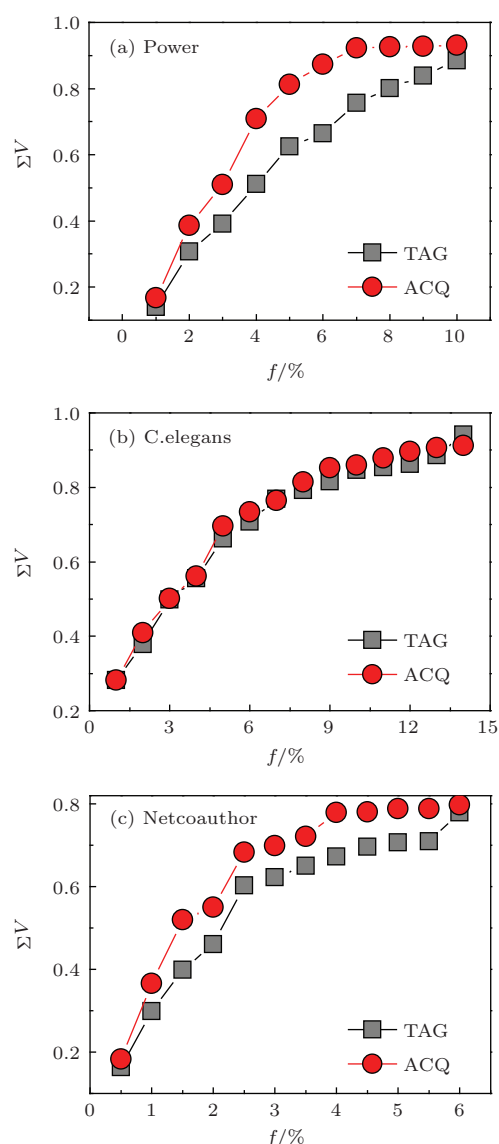 1.0
(a) Power
0.8
0.6
ΣV
0.4
TAG
0.2
ACQ
0 2 4 6 8 10
f/%
1.0
(b) C.elegans
0.8
ΣV
0.6
0.4
TAG
ACQ
0.2
0 3 6 9 12 15
f/%
0.8
(c) Netcoauthor
0.6
ΣV
0.4
TAG
0.2
ACQ
0 1 2 3 4 5 6
f/%